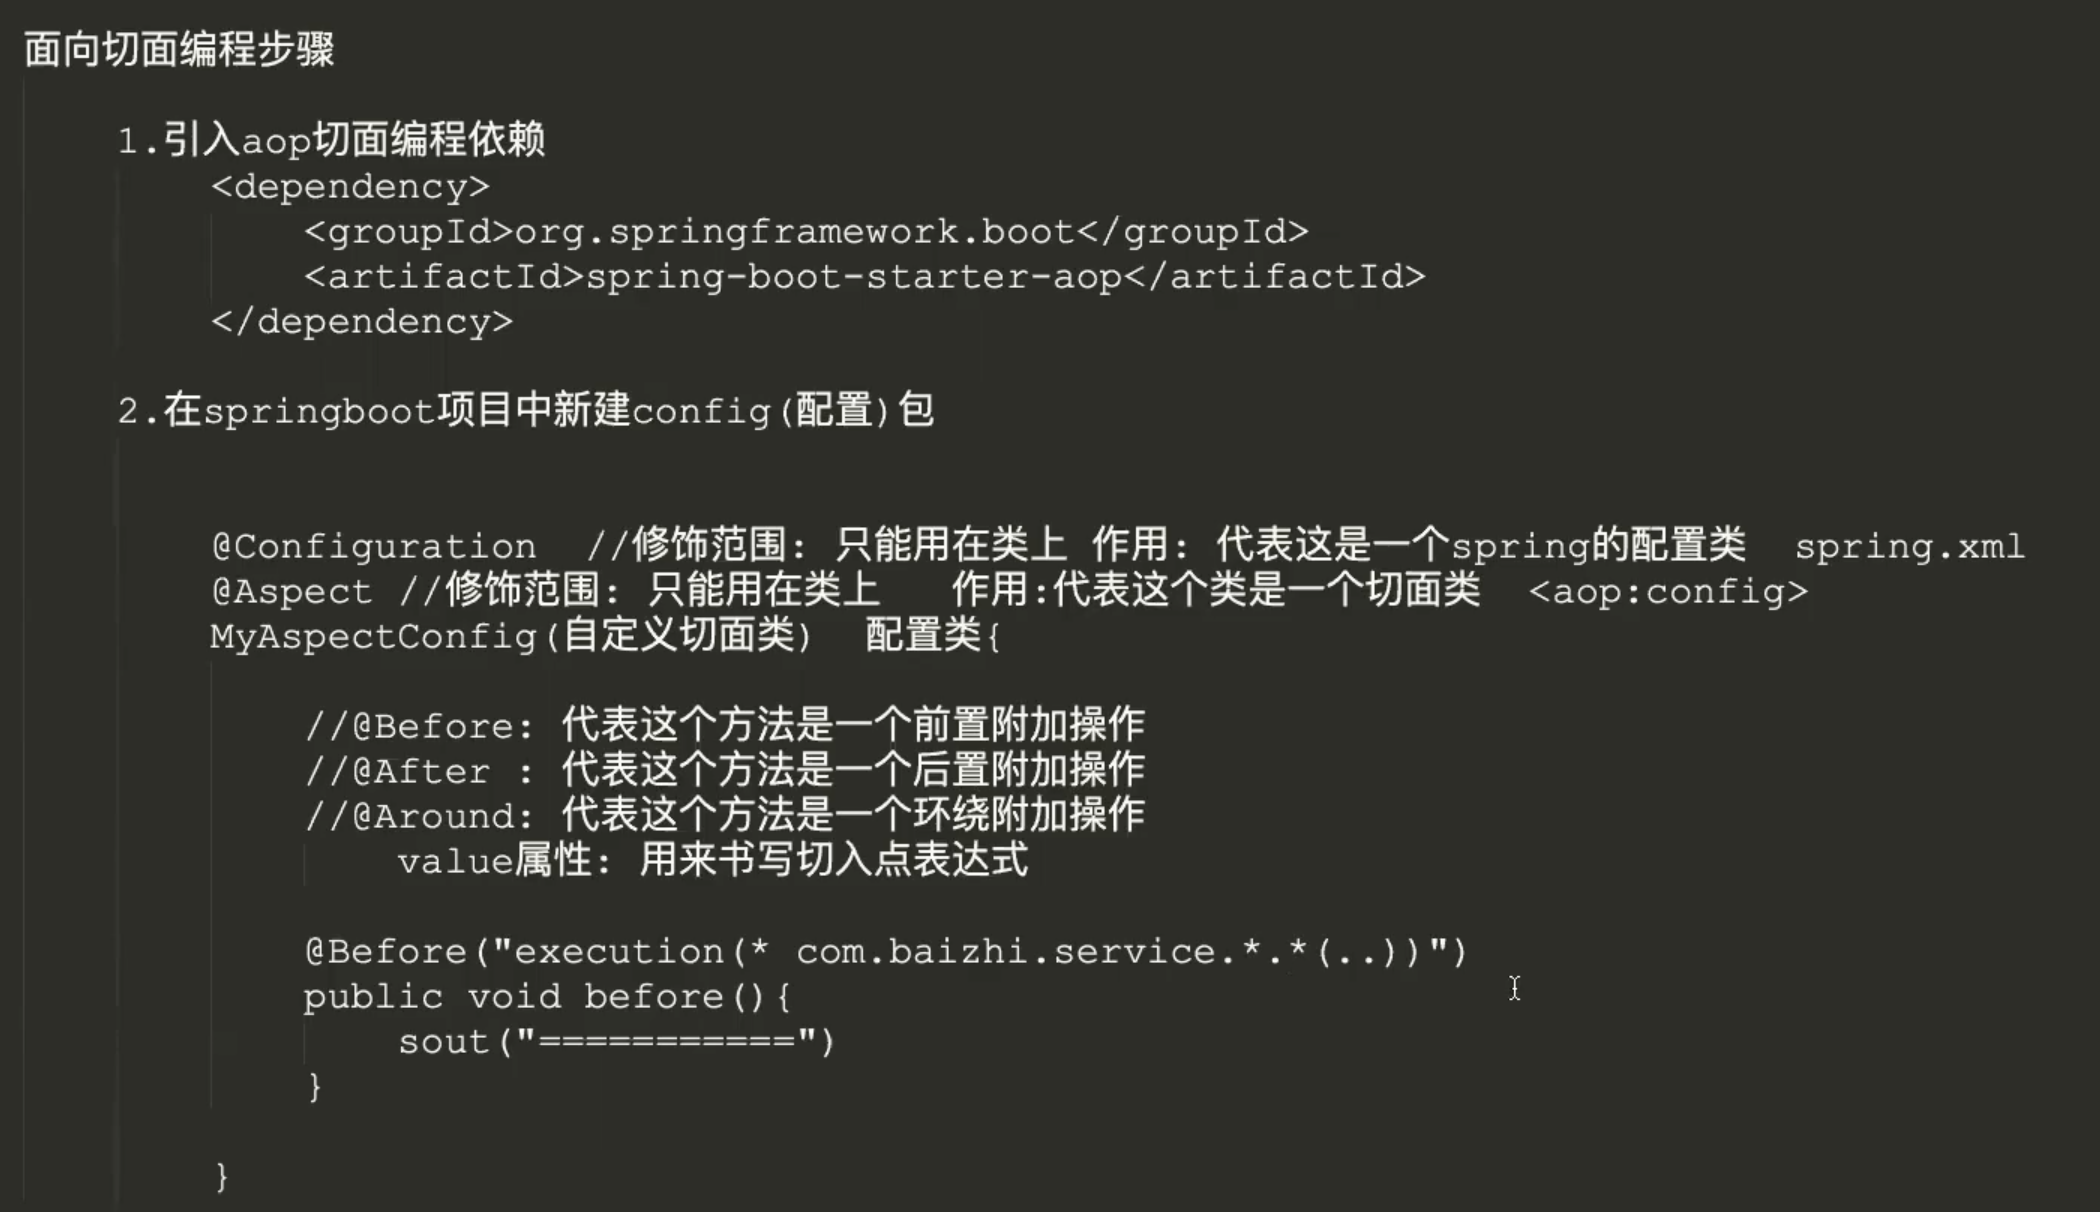 面向切面编程步骤
1.引入aop切面编程依赖
<dependency>
<groupId>org.springframework.boot</groupId>
<artifactId>spring-boot-starter-aop</artifactId>
</dependency>
2.在springboot项目中新建config(配置)包
@Configuration //修饰范围: 只能用在类上 作用: 代表这是一个spring的配置类 spring.xml
@Aspect //修饰范围: 只能用在类上 作用:代表这个类是一个切面类 <aop:config>
MyAspectConfig(自定义切面类) 配置类{
//@Before: 代表这个方法是一个前置附加操作
//@After : 代表这个方法是一个后置附加操作
//@Around: 代表这个方法是一个环绕附加操作
value属性: 用来书写切入点表达式
@Before("execution(* com.baizhi.service.*.*(..))")
public void before(){
sout("===========")
}
}